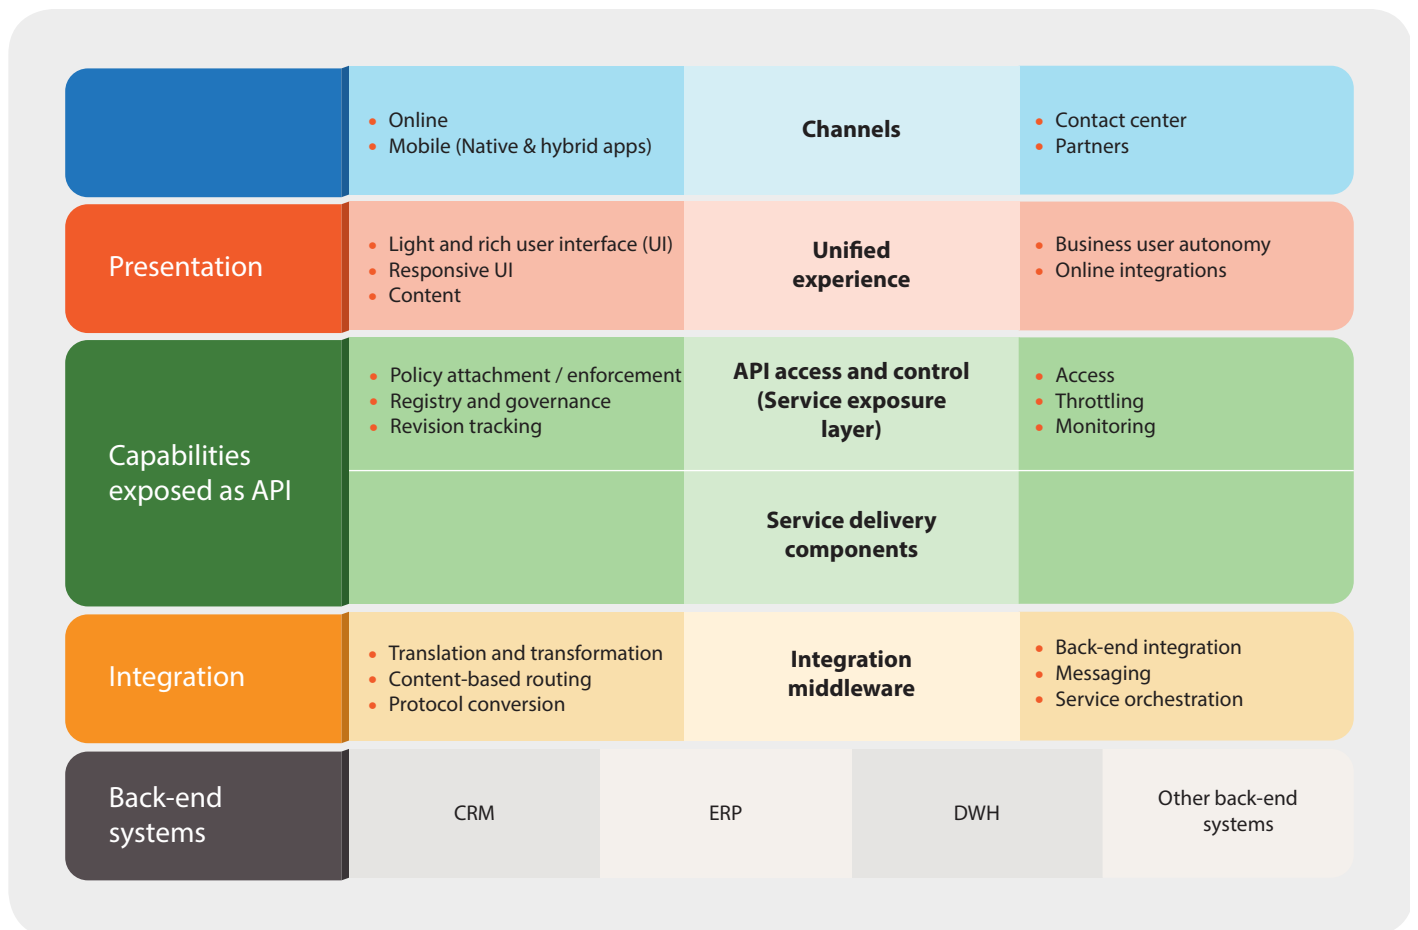 Online
Mobile (Native & hybrid apps)
Channels
Contact center
Partners
Presentation
Light and rich user interface (UI)
Responsive UI
Content
Unified
experience
Business user autonomy
Online integrations
Capabilities
exposed as API
Policy attachment / enforcement
Registry and governance
Revision tracking
API access and control
(Service exposure
layer)
Access
Throttling
Monitoring
Service delivery
components
Integration
Translation and transformation
Content-based routing
Protocol conversion
Integration
middleware
Back-end integration
Messaging
Service orchestration
Back-end
systems
CRM
ERP
DWH
Other back-end
systems